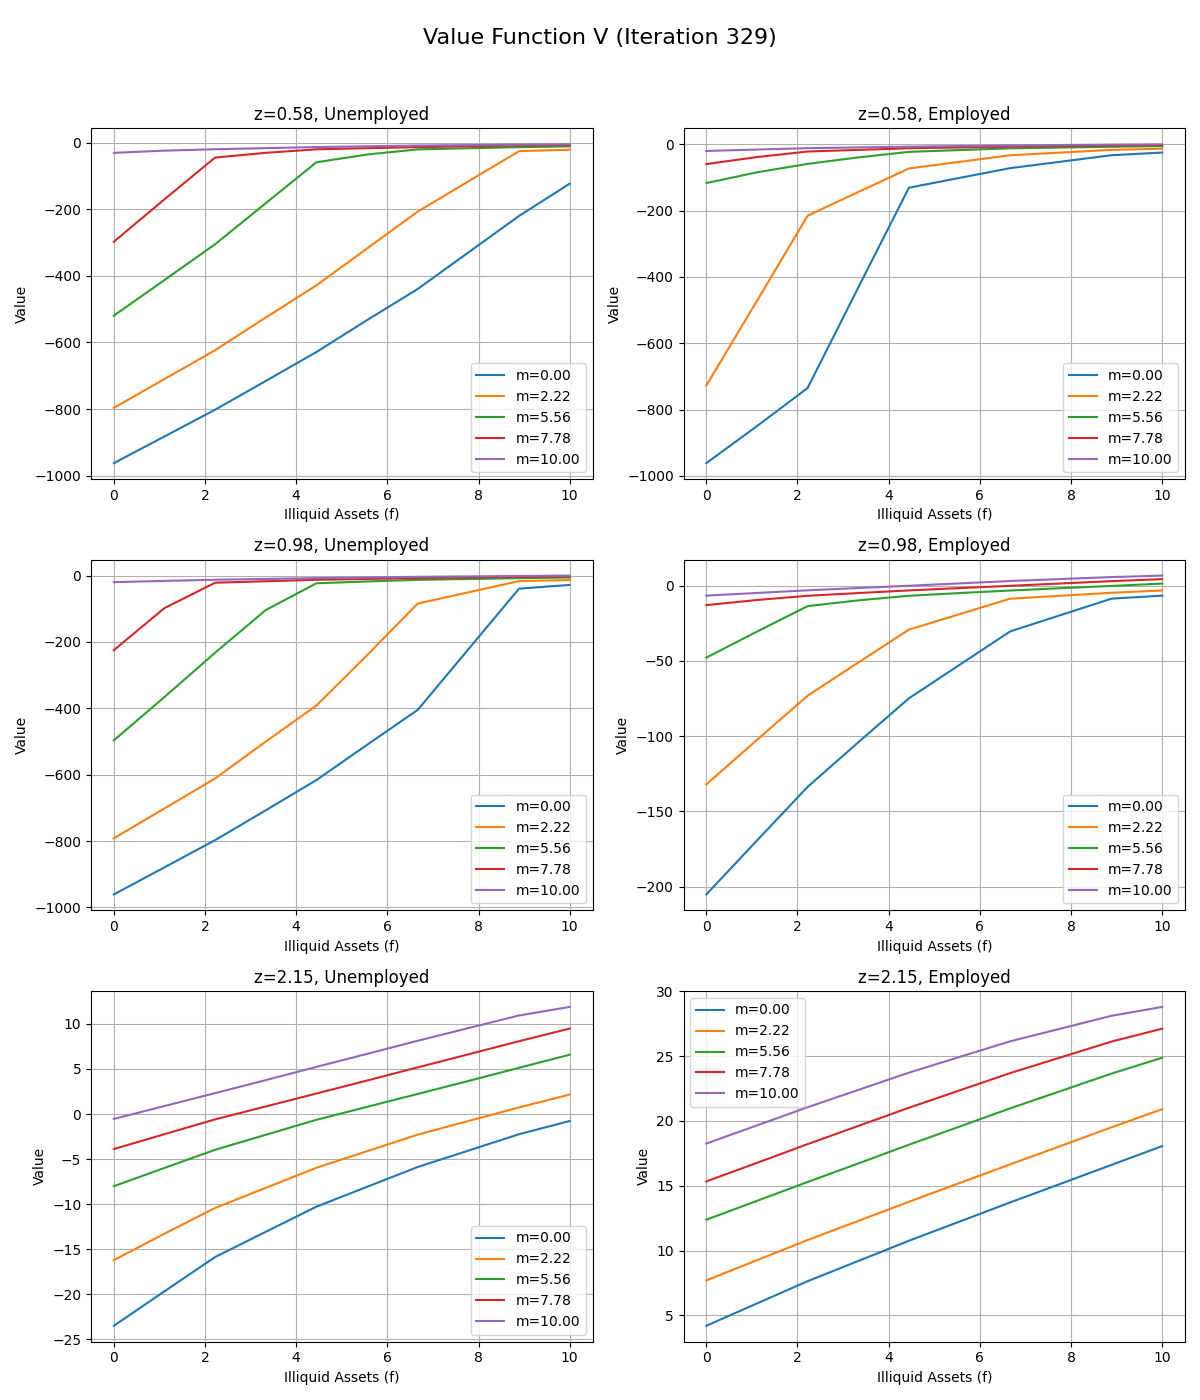 Value Function V (Iteration 329)
z=0.58, Unemployed
0
−200
−400
−600
−800
−1000
Value
0 2 4 6 8 10
Illiquid Assets (f)
m=0.00
m=2.22
m=5.56
m=7.78
m=10.00
z=0.58, Employed
0
−200
−400
−600
−800
−1000
Value
0 2 4 6 8 10
Illiquid Assets (f)
m=0.00
m=2.22
m=5.56
m=7.78
m=10.00
z=0.98, Unemployed
0
−200
−400
−600
−800
−1000
Value
0 2 4 6 8 10
Illiquid Assets (f)
m=0.00
m=2.22
m=5.56
m=7.78
m=10.00
z=0.98, Employed
0
−50
−100
−150
−200
Value
0 2 4 6 8 10
Illiquid Assets (f)
m=0.00
m=2.22
m=5.56
m=7.78
m=10.00
z=2.15, Unemployed
10
5
0
−5
−10
−15
−20
−25
Value
0 2 4 6 8 10
Illiquid Assets (f)
m=0.00
m=2.22
m=5.56
m=7.78
m=10.00
z=2.15, Employed
30
25
20
15
10
5
Value
0 2 4 6 8 10
Illiquid Assets (f)
m=0.00
m=2.22
m=5.56
m=7.78
m=10.00